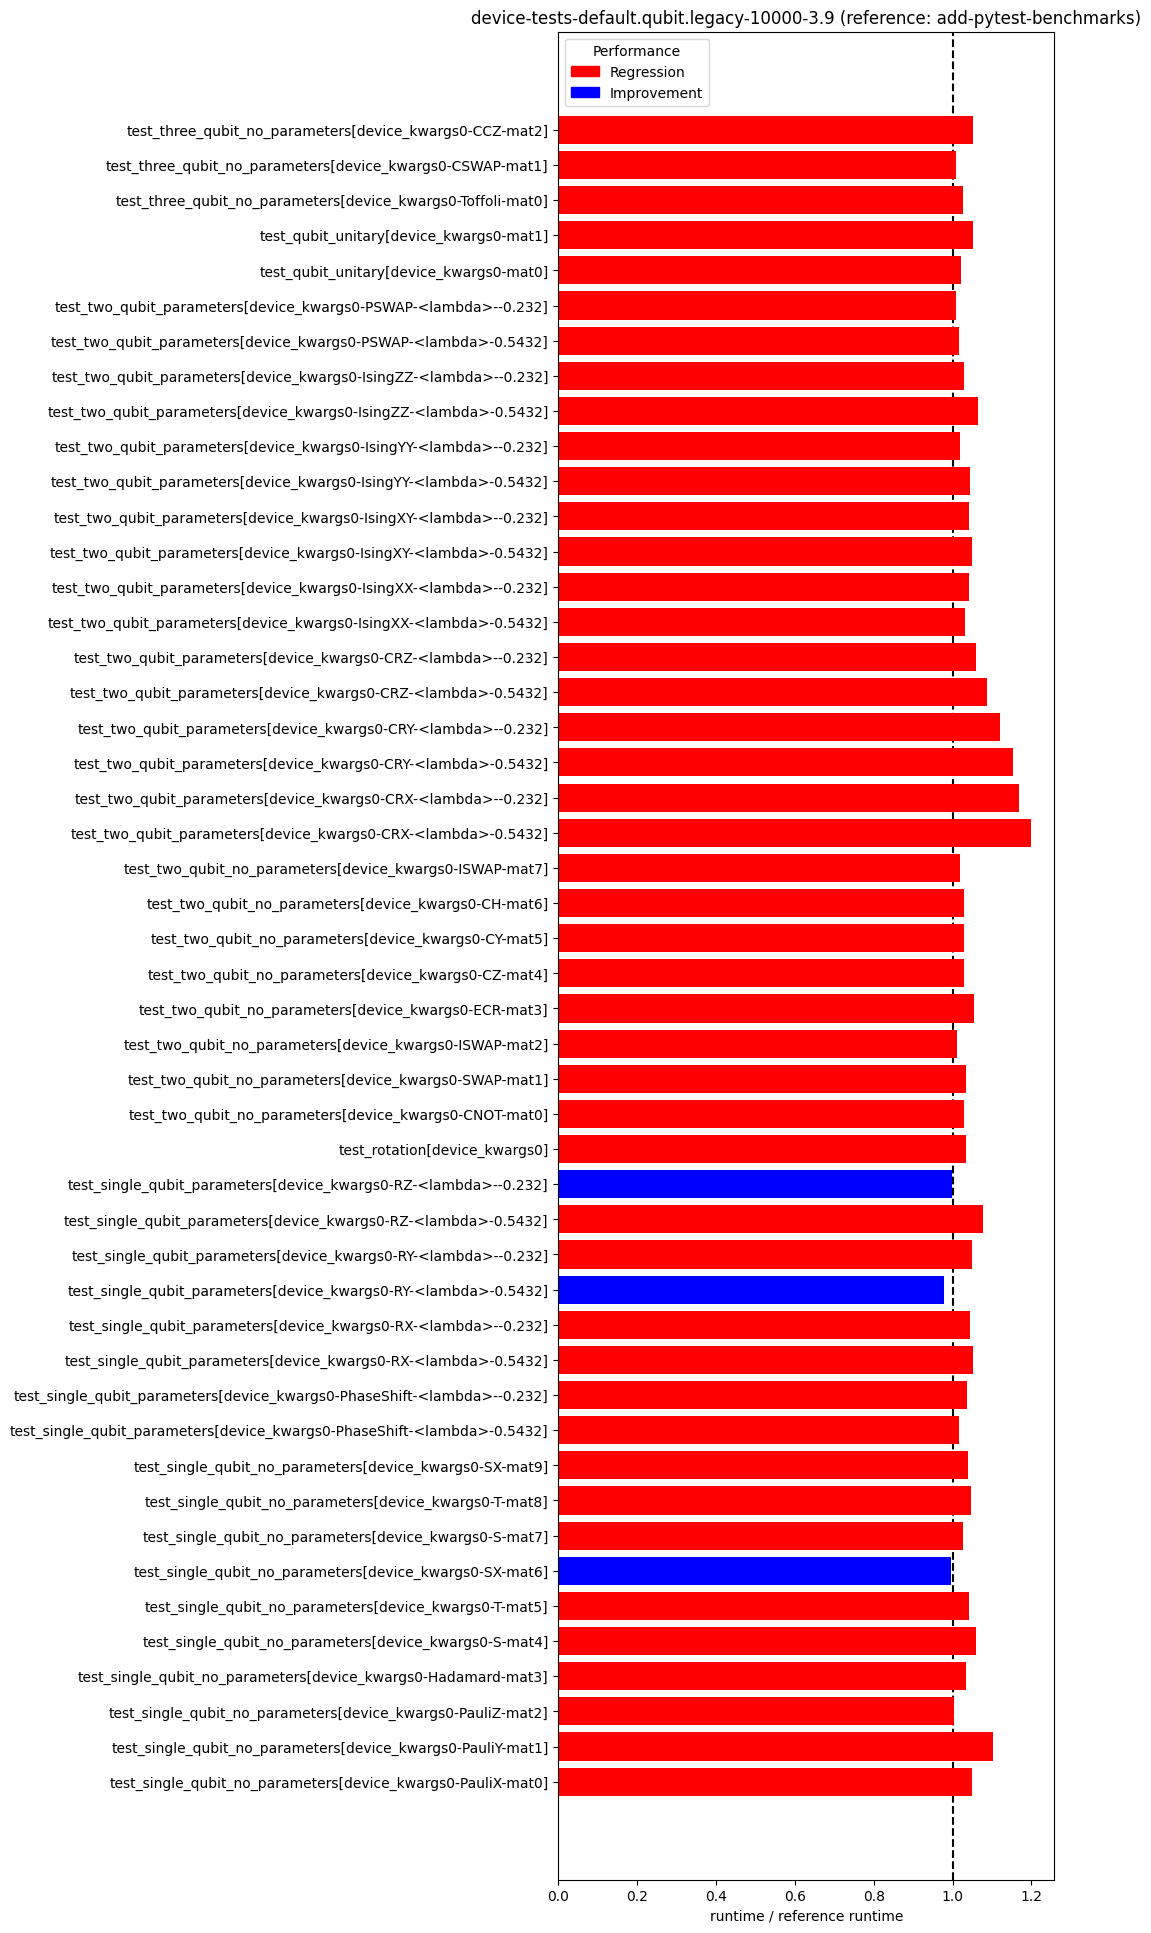 device-tests-default.qubit.legacy-10000-3.9 (reference: add-pytest-benchmarks)
Performance
Regression
Improvement
test_three_qubit_no_parameters[device_kwargs0-CCZ-mat2]
test_three_qubit_no_parameters[device_kwargs0-CSWAP-mat1]
test_three_qubit_no_parameters[device_kwargs0-Toffoli-mat0]
test_qubit_unitary[device_kwargs0-mat1]
test_qubit_unitary[device_kwargs0-mat0]
test_two_qubit_parameters[device_kwargs0-PSWAP-<lambda>--0.232]
test_two_qubit_parameters[device_kwargs0-PSWAP-<lambda>-0.5432]
test_two_qubit_parameters[device_kwargs0-IsingZZ-<lambda>--0.232]
test_two_qubit_parameters[device_kwargs0-IsingZZ-<lambda>-0.5432]
test_two_qubit_parameters[device_kwargs0-IsingYY-<lambda>--0.232]
test_two_qubit_parameters[device_kwargs0-IsingYY-<lambda>-0.5432]
test_two_qubit_parameters[device_kwargs0-IsingXY-<lambda>--0.232]
test_two_qubit_parameters[device_kwargs0-IsingXY-<lambda>-0.5432]
test_two_qubit_parameters[device_kwargs0-IsingXX-<lambda>--0.232]
test_two_qubit_parameters[device_kwargs0-IsingXX-<lambda>-0.5432]
test_two_qubit_parameters[device_kwargs0-CRZ-<lambda>--0.232]
test_two_qubit_parameters[device_kwargs0-CRZ-<lambda>-0.5432]
test_two_qubit_parameters[device_kwargs0-CRY-<lambda>--0.232]
test_two_qubit_parameters[device_kwargs0-CRY-<lambda>-0.5432]
test_two_qubit_parameters[device_kwargs0-CRX-<lambda>--0.232]
test_two_qubit_parameters[device_kwargs0-CRX-<lambda>-0.5432]
test_two_qubit_no_parameters[device_kwargs0-ISWAP-mat7]
test_two_qubit_no_parameters[device_kwargs0-CH-mat6]
test_two_qubit_no_parameters[device_kwargs0-CY-mat5]
test_two_qubit_no_parameters[device_kwargs0-CZ-mat4]
test_two_qubit_no_parameters[device_kwargs0-ECR-mat3]
test_two_qubit_no_parameters[device_kwargs0-ISWAP-mat2]
test_two_qubit_no_parameters[device_kwargs0-SWAP-mat1]
test_two_qubit_no_parameters[device_kwargs0-CNOT-mat0]
test_rotation[device_kwargs0]
test_single_qubit_parameters[device_kwargs0-RZ-<lambda>--0.232]
test_single_qubit_parameters[device_kwargs0-RZ-<lambda>-0.5432]
test_single_qubit_parameters[device_kwargs0-RY-<lambda>--0.232]
test_single_qubit_parameters[device_kwargs0-RY-<lambda>-0.5432]
test_single_qubit_parameters[device_kwargs0-RX-<lambda>--0.232]
test_single_qubit_parameters[device_kwargs0-RX-<lambda>-0.5432]
test_single_qubit_parameters[device_kwargs0-PhaseShift-<lambda>--0.232]
test_single_qubit_parameters[device_kwargs0-PhaseShift-<lambda>-0.5432]
test_single_qubit_no_parameters[device_kwargs0-SX-mat9]
test_single_qubit_no_parameters[device_kwargs0-T-mat8]
test_single_qubit_no_parameters[device_kwargs0-S-mat7]
test_single_qubit_no_parameters[device_kwargs0-SX-mat6]
test_single_qubit_no_parameters[device_kwargs0-T-mat5]
test_single_qubit_no_parameters[device_kwargs0-S-mat4]
test_single_qubit_no_parameters[device_kwargs0-Hadamard-mat3]
test_single_qubit_no_parameters[device_kwargs0-PauliZ-mat2]
test_single_qubit_no_parameters[device_kwargs0-PauliY-mat1]
test_single_qubit_no_parameters[device_kwargs0-PauliX-mat0]
0.0 0.2 0.4 0.6 0.8 1.0 1.2
runtime / reference runtime